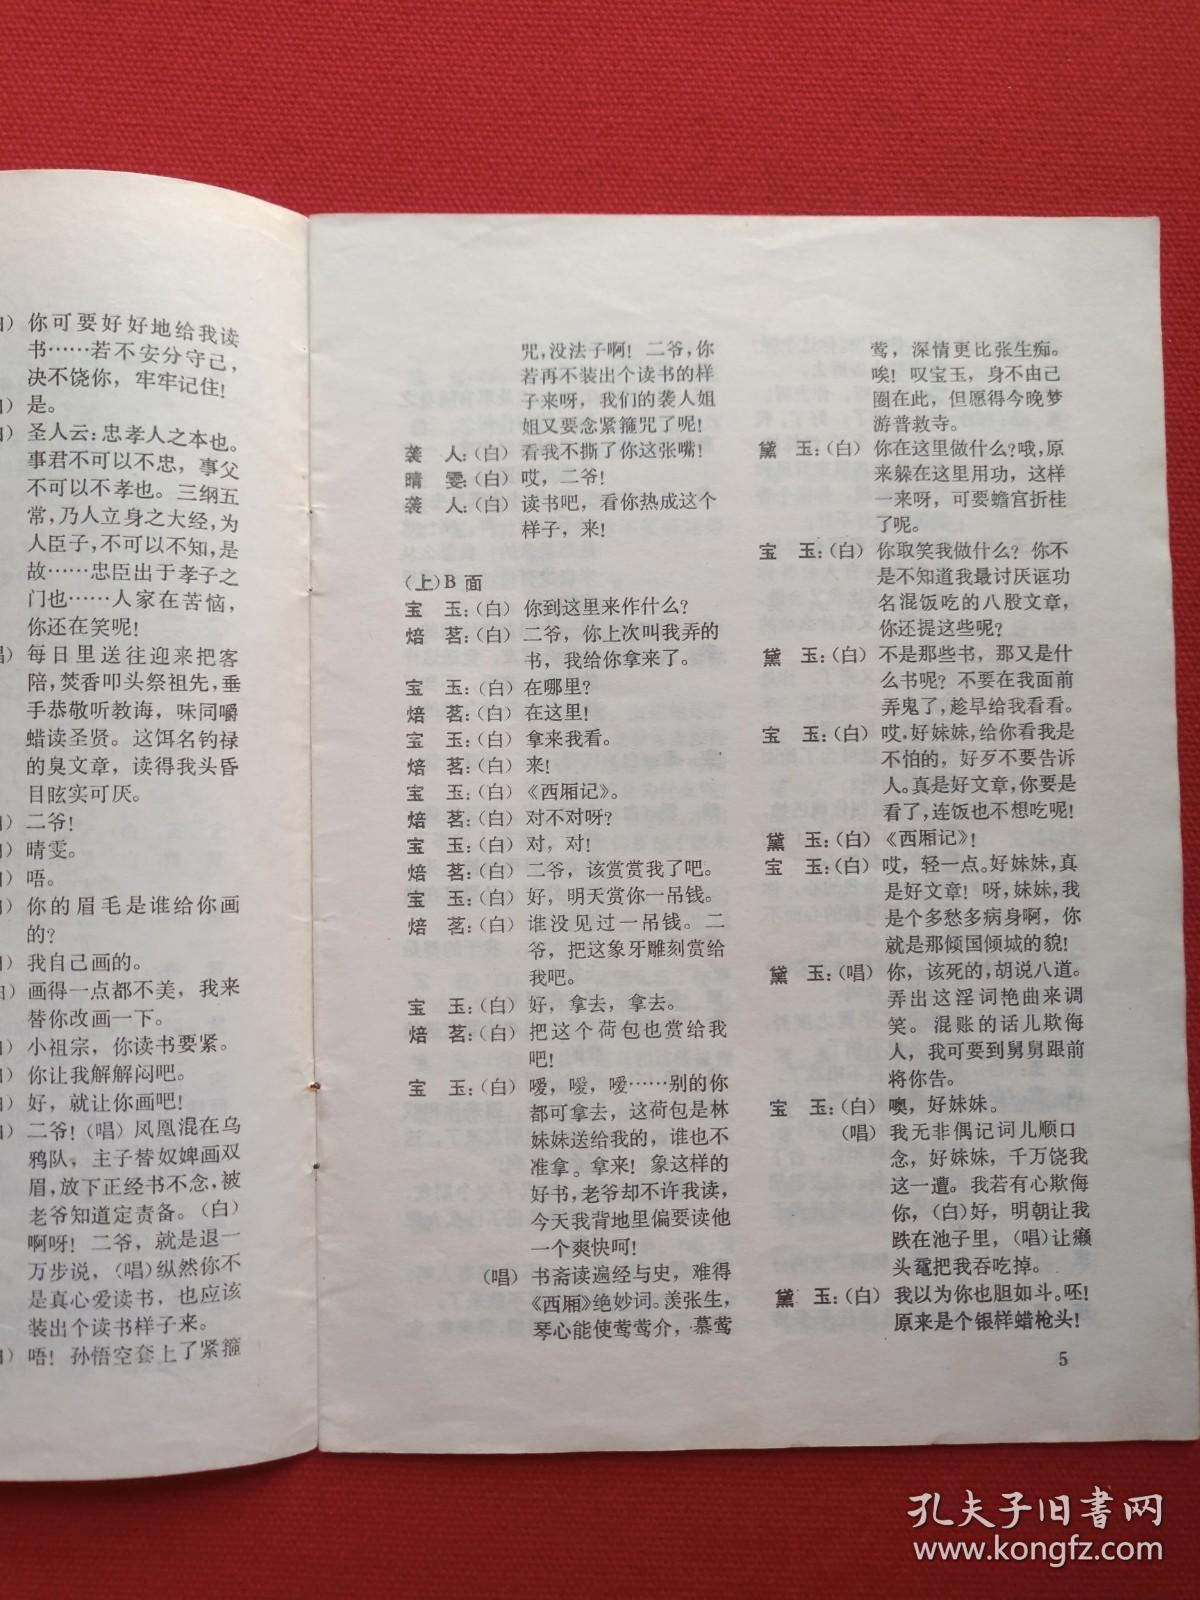 你可要好好地给我读
书……若不安分守己，
决不饶你，牢牢记住！
是。
圣人云：忠孝人之本也。
事君不可以不忠，事父
不可以不孝也。三纲五
常，乃人立身之大经，为
人臣子，不可以不知，是
故……忠臣出于孝子之
门也……人家在苦恼，
你还在笑呢！
每日里送往迎来把客
陪，焚香叩头祭祖先，垂
手恭敬听教诲，味同嚼
蜡读圣贤。这饵名钓禄
的臭文章，读得我头昏
目眩实可厌。
二爷！
晴雯。
唔。
你的眉毛是谁给你画
的？
我自己画的。
画得一点都不美，我来
替你改画一下。
小祖宗，你读书要紧。
你让我解解闷吧。
好，就让你画吧！
二爷！（唱）凤凰混在乌
鸦队，主子替奴婢画双
眉，放下正经书不念，被
老爷知道定责备。（白）
啊呀！二爷，就是退一
万步说，（唱）纵然你不
是真心爱读书，也应该
装出个读书样子来。
唔！孙悟空套上了紧箍
咒，没法子啊！二爷，你
若再不装出个读书的样
子来呀，我们的袭人姐
姐又要念紧箍咒了呢！
袭　人：（白）看我不撕了你这张嘴！
晴　雯：（白）哎，二爷！
袭　人：（白）读书吧，看你热成这个
样子，来！
（上）B 面
宝　玉：（白）你到这里来作什么？
焙　茗：（白）二爷，你上次叫我弄的
书，我给你拿来了。
宝　玉：（白）在哪里？
焙　茗：（白）在这里！
宝　玉：（白）拿来我看。
焙　茗：（白）来！
宝　玉：（白）《西厢记》。
焙　茗：（白）对不对呀？
宝　玉：（白）对，对！
焙　茗：（白）二爷，该赏赏我了吧。
宝　玉：（白）好，明天赏你一吊钱。
焙　茗：（白）谁没见过一吊钱。二
爷，把这象牙雕刻赏给
我吧。
宝　玉：（白）好，拿去，拿去。
焙　茗：（白）把这个荷包也赏给我
吧！
宝　玉：（白）嗳，嗳，嗳……别的你
都可拿去，这荷包是林
妹妹送给我的，谁也不
准拿。拿来！象这样的
好书，老爷却不许我读，
今天我背地里偏要读他
一个爽快呵！
（唱）书斋读遍经与史，难得
《西厢》绝妙词。羡张生，
琴心能使莺莺介，慕莺
莺，深情更比张生痴。
唉！叹宝玉，身不由己
圈在此，但愿得今晚梦
游普救寺。
黛　玉：（白）你在这里做什么？哦，原
来躲在这里用功，这样
一来呀，可要蟾宫折桂
了呢。
宝　玉：（白）你取笑我做什么？你不
是不知道我最讨厌诓功
名混饭吃的八股文章，
你还提这些呢？
黛　玉：（白）不是那些书，那又是什
么书呢？不要在我面前
弄鬼了，趁早给我看看。
宝　玉：（白）哎，好妹妹，给你看我是
不怕的，好歹不要告诉
人。真是好文章，你要是
看了，连饭也不想吃呢！
黛　玉：（白）《西厢记》！
宝　玉：（白）哎，轻一点。好妹妹，真
是好文章！呀，妹妹，我
是个多愁多病身啊，你
就是那倾国倾城的貌！
黛　玉：（唱）你，该死的，胡说八道。
弄出这淫词艳曲来调
笑。混账的话儿欺侮
人，我可要到舅舅跟前
将你告。
宝　玉：（白）噢，好妹妹。
（唱）我无非偶记词儿顺口
念，好妹妹，千万饶我
这一遭。我若有心欺侮
你，（白）好，明朝让我
跌在池子里，（唱）让癞
头鼋把我吞吃掉。
黛　玉：（白）我以为你也胆如斗。呸！
原来是个银样蜡枪头！
5
孔夫子旧书网
www.kongfz.com